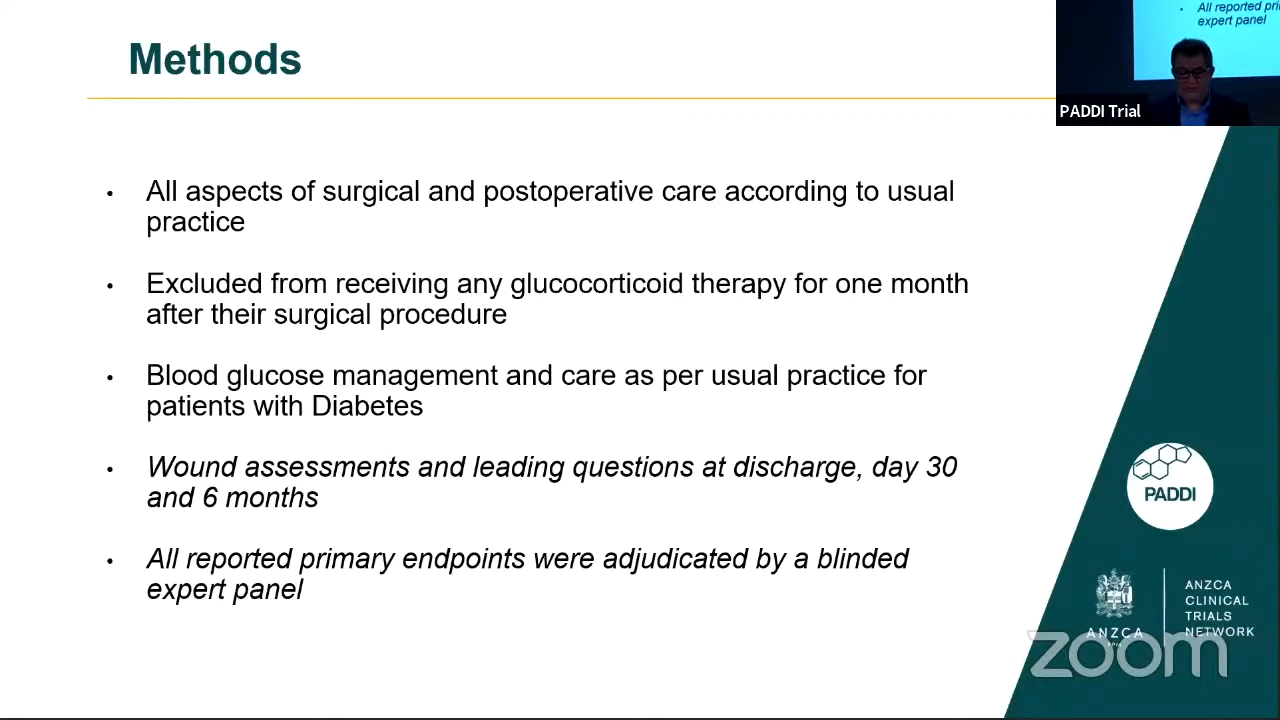 Methods
All reported pri
expert panel
PADDI Trial
All aspects of surgical and postoperative care according to usual
practice
Excluded from receiving any glucocorticoid therapy for one month
after their surgical procedure
Blood glucose management and care as per usual practice for
patients with Diabetes
Wound assessments and leading questions at discharge, day 30
and 6 months
All reported primary endpoints were adjudicated by a blinded
expert panel
PADDI
ANZCA
ANZCA
CLINICAL
TRIALS
NETWORK
zoom